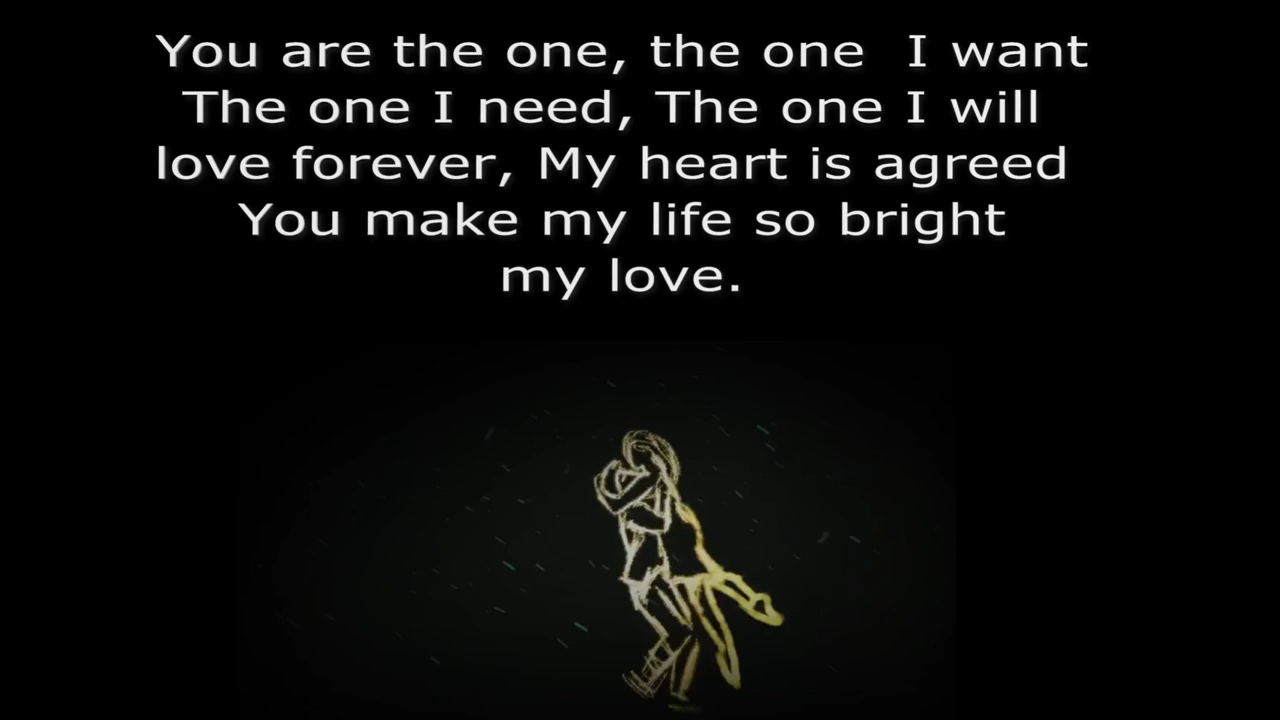 You are the one, the one  I want
The one I need, The one I will
love forever, My heart is agreed
You make my life so bright
my love.